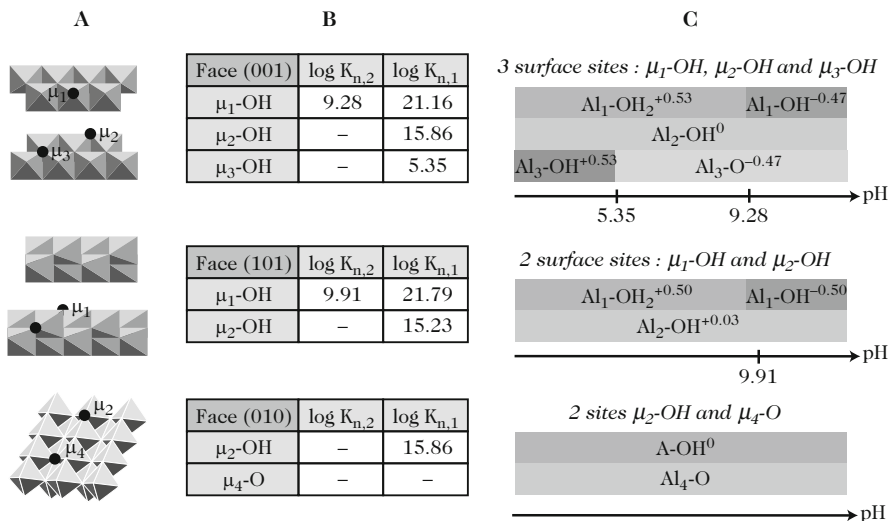 A B C
μ₁
μ₂
μ₃
Face (001) log Kₙ,₂ log Kₙ,₁
μ₁-OH 9.28 21.16
μ₂-OH – 15.86
μ₃-OH – 5.35
3 surface sites : μ₁-OH, μ₂-OH and μ₃-OH
Al₁-OH₂⁺⁰·⁵³ Al₁-OH⁻⁰·⁴⁷
Al₂-OH⁰
Al₃-OH⁺⁰·⁵³ Al₃-O⁻⁰·⁴⁷
pH
5.35 9.28
μ₁
Face (101) log Kₙ,₂ log Kₙ,₁
μ₁-OH 9.91 21.79
μ₂-OH – 15.23
2 surface sites : μ₁-OH and μ₂-OH
Al₁-OH₂⁺⁰·⁵⁰ Al₁-OH⁻⁰·⁵⁰
Al₂-OH⁺⁰·⁰³
pH
9.91
μ₂
μ₄
Face (010) log Kₙ,₂ log Kₙ,₁
μ₂-OH – 15.86
μ₄-O – –
2 sites μ₂-OH and μ₄-O
A-OH⁰
Al₄-O
pH